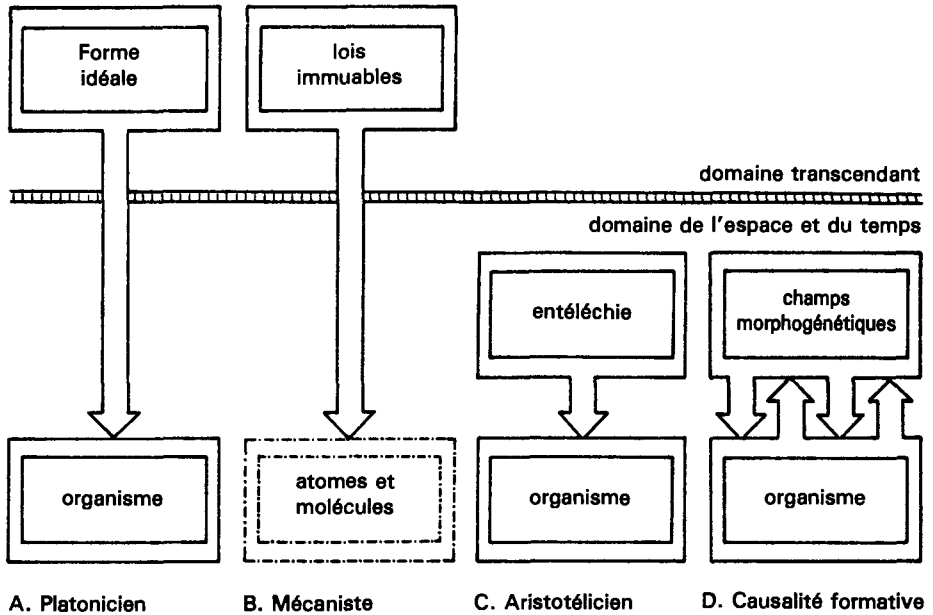 Forme
idéale
lois
immuables
domaine transcendant
domaine de l'espace et du temps
entéléchie
champs
morphogénétiques
organisme
atomes et
molécules
organisme
organisme
A. Platonicien
B. Mécaniste
C. Aristotélicien
D. Causalité formative